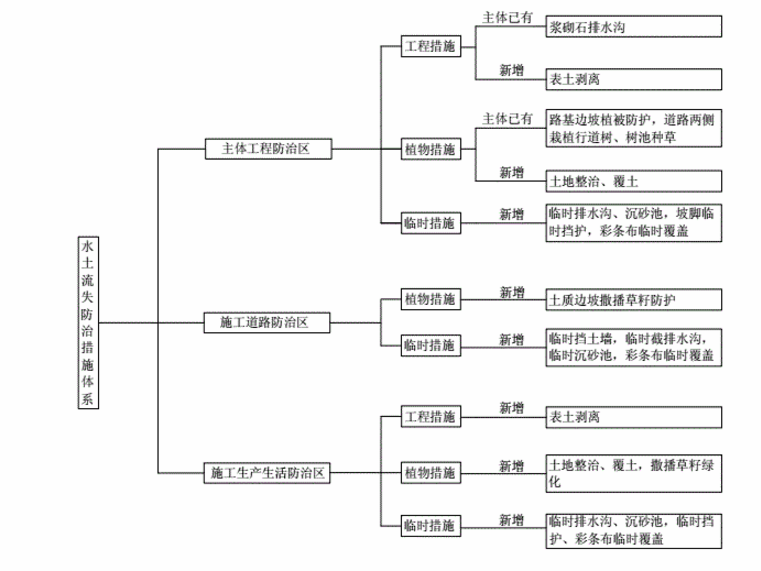 水土流失防治措施体系
主体工程防治区
工程措施
主体已有
浆砌石排水沟
新增
表土剥离
植物措施
主体已有
路基边坡植被防护，道路两侧
栽植行道树、树池种草
新增
土地整治、覆土
临时措施
新增
临时排水沟、沉砂池，坡脚临
时挡护，彩条布临时覆盖
施工道路防治区
植物措施
新增
土质边坡撒播草籽防护
临时措施
新增
临时挡土墙，临时截排水沟，
临时沉砂池，彩条布临时覆盖
施工生产生活防治区
工程措施
新增
表土剥离
植物措施
新增
土地整治、覆土，撒播草籽绿
化
临时措施
新增
临时排水沟、沉砂池，临时挡
护、彩条布临时覆盖